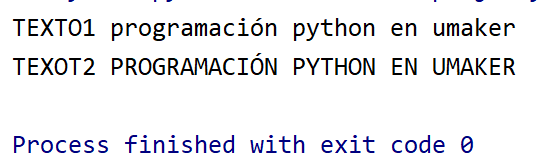 TEXTO1 programación python en umaker
TEXOT2 PROGRAMACIÓN PYTHON EN UMAKER
Process finished with exit code 0